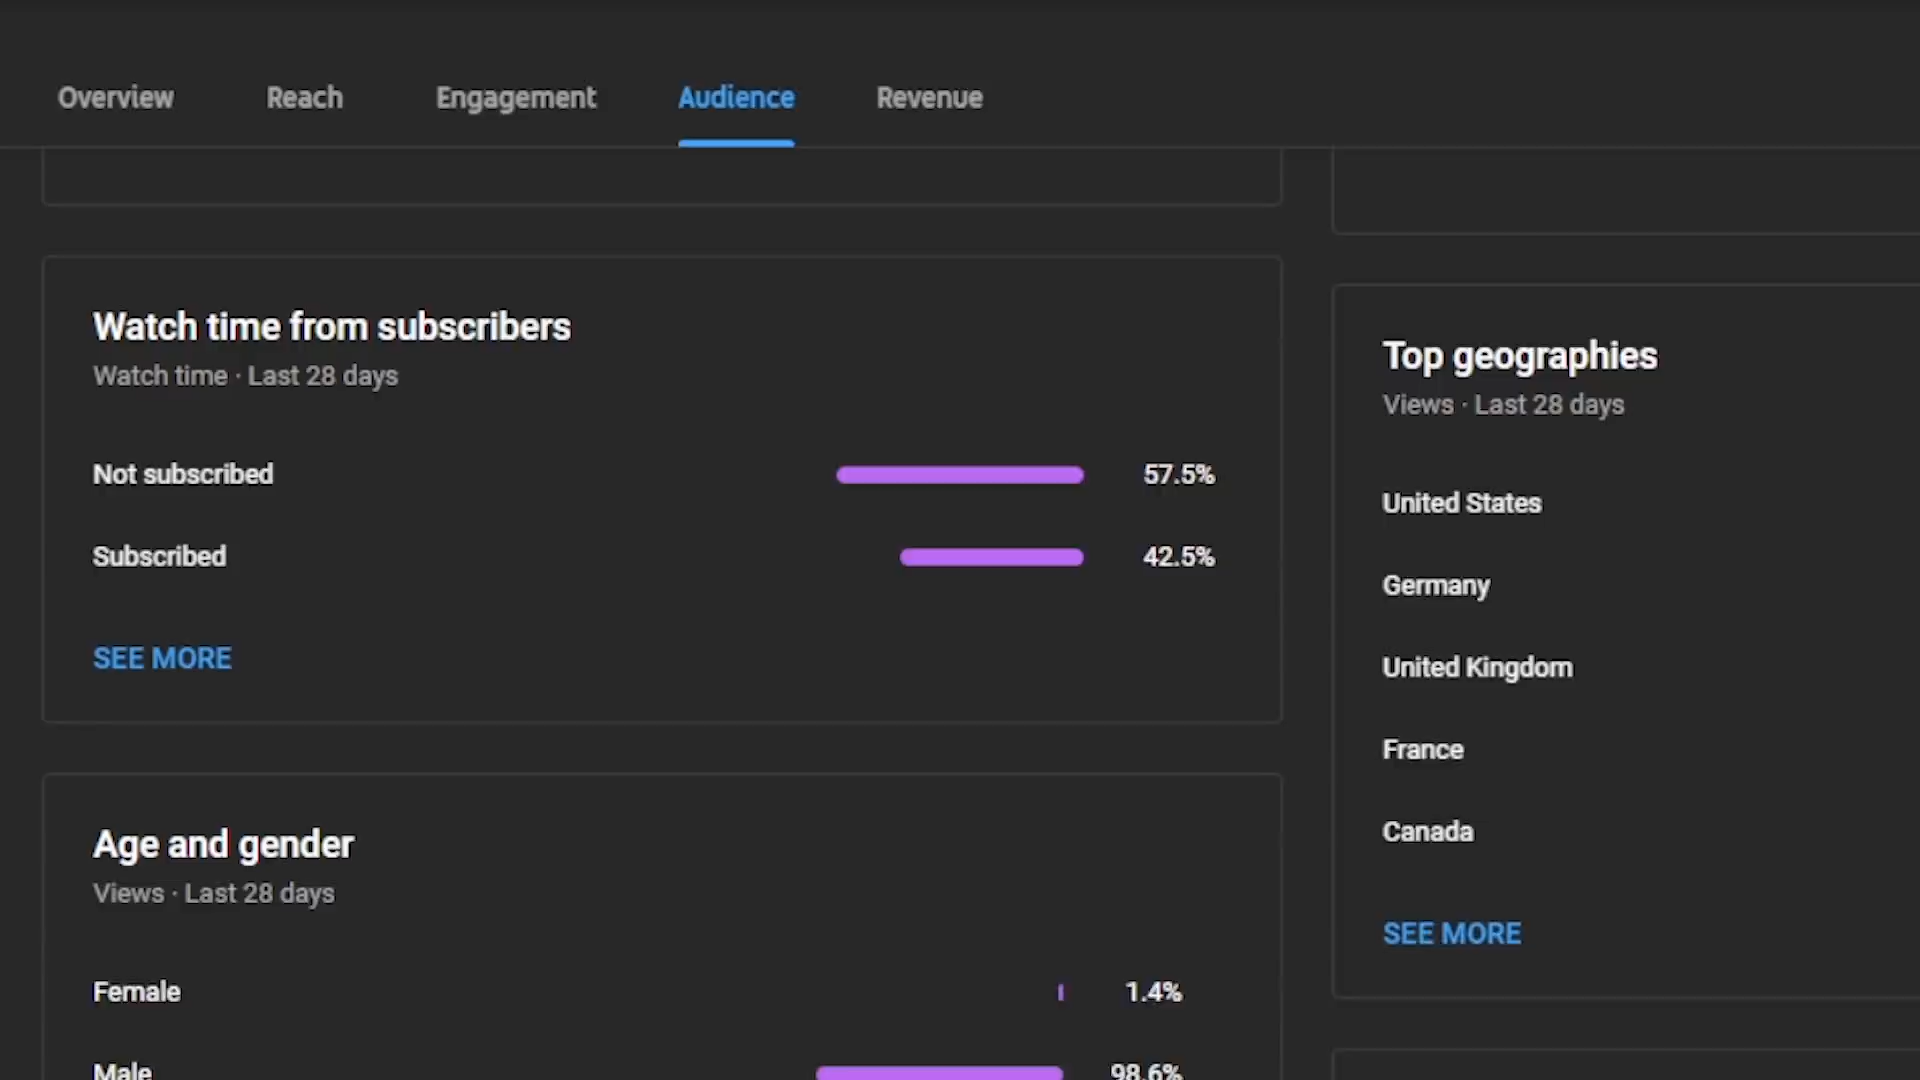 Overview Reach Engagement Audience Revenue
Watch time from subscribers
Watch time · Last 28 days
Not subscribed 57.5%
Subscribed 42.5%
SEE MORE
Age and gender
Views · Last 28 days
Female 1.4%
Male 98.6%
Top geographies
Views · Last 28 days
United States
Germany
United Kingdom
France
Canada
SEE MORE